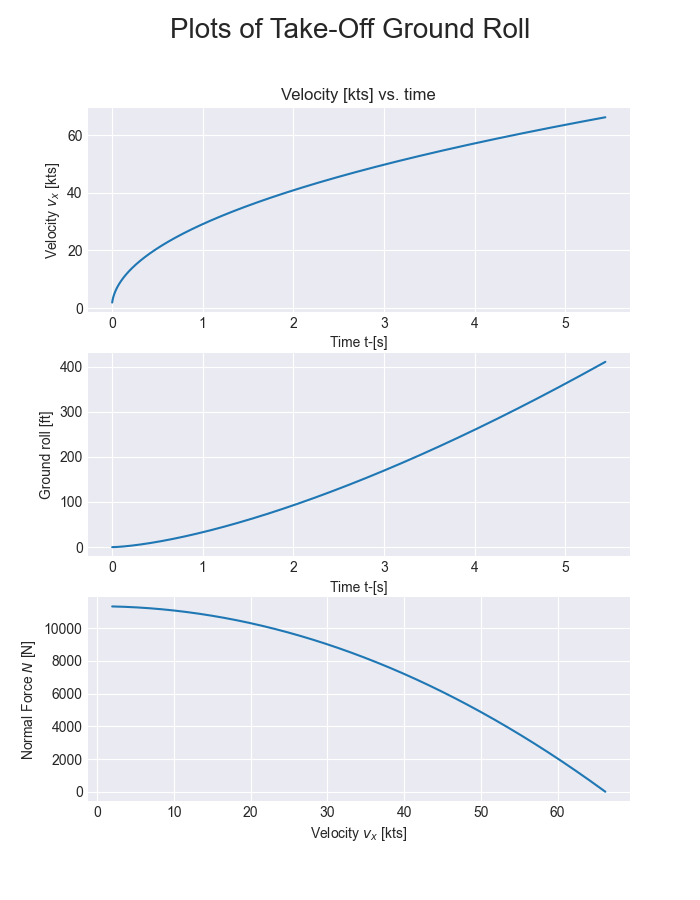 Plots of Take-Off Ground Roll
Velocity [kts] vs. time
Velocity vₓ [kts]
60
40
20
0
0 1 2 3 4 5
Time t-[s]
Ground roll [ft]
400
300
200
100
0
0 1 2 3 4 5
Time t-[s]
Normal Force N [N]
10000
8000
6000
4000
2000
0
0 10 20 30 40 50 60
Velocity vₓ [kts]